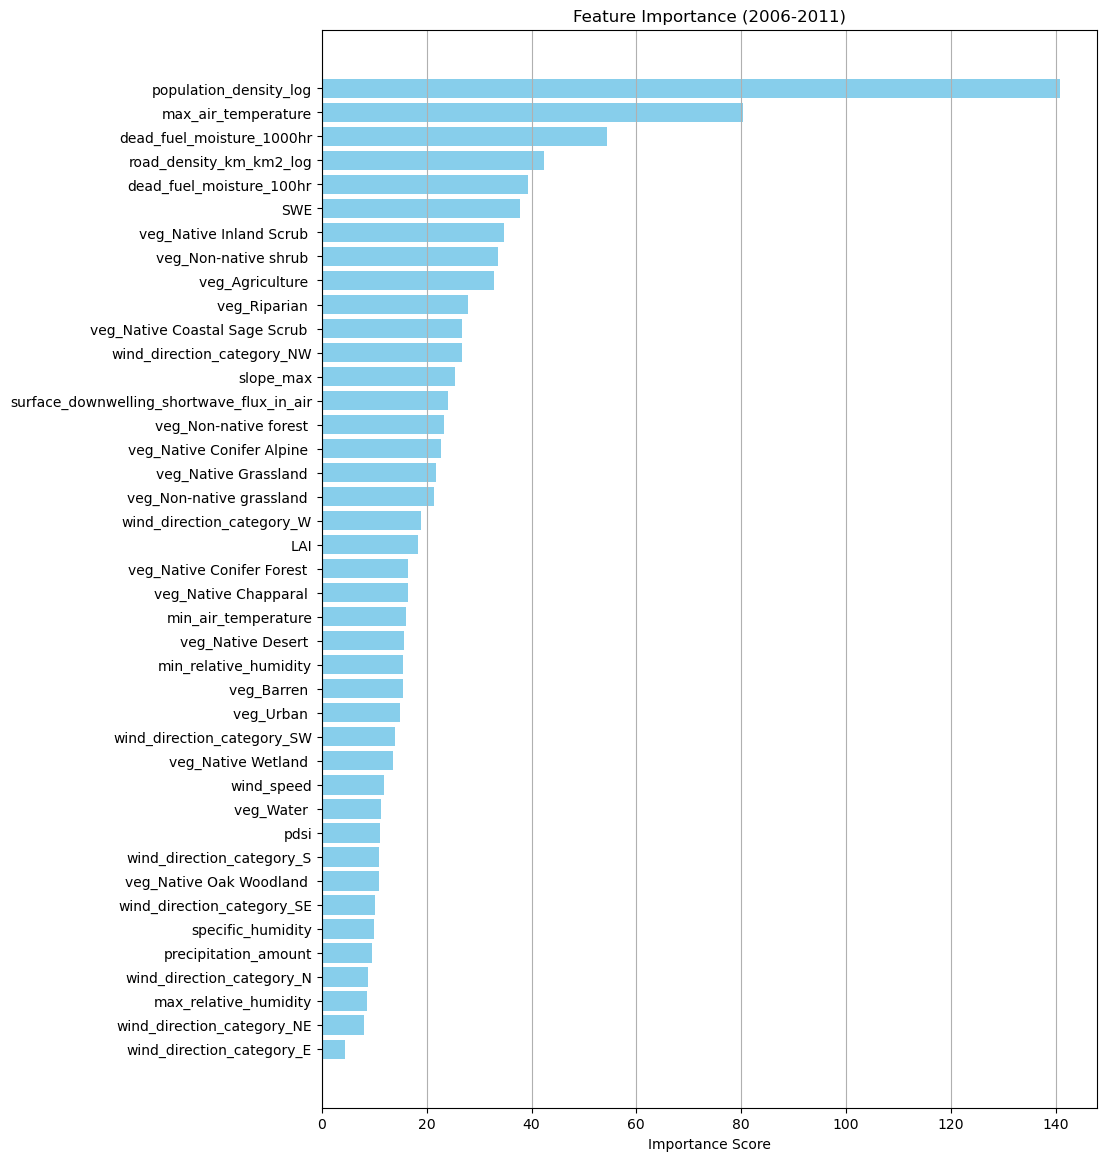 Feature Importance (2006-2011)
population_density_log
max_air_temperature
dead_fuel_moisture_1000hr
road_density_km_km2_log
dead_fuel_moisture_100hr
SWE
veg_Native Inland Scrub
veg_Non-native shrub
veg_Agriculture
veg_Riparian
veg_Native Coastal Sage Scrub
wind_direction_category_NW
slope_max
surface_downwelling_shortwave_flux_in_air
veg_Non-native forest
veg_Native Conifer Alpine
veg_Native Grassland
veg_Non-native grassland
wind_direction_category_W
LAI
veg_Native Conifer Forest
veg_Native Chapparal
min_air_temperature
veg_Native Desert
min_relative_humidity
veg_Barren
veg_Urban
wind_direction_category_SW
veg_Native Wetland
wind_speed
veg_Water
pdsi
wind_direction_category_S
veg_Native Oak Woodland
wind_direction_category_SE
specific_humidity
precipitation_amount
wind_direction_category_N
max_relative_humidity
wind_direction_category_NE
wind_direction_category_E
0 20 40 60 80 100 120 140
Importance Score